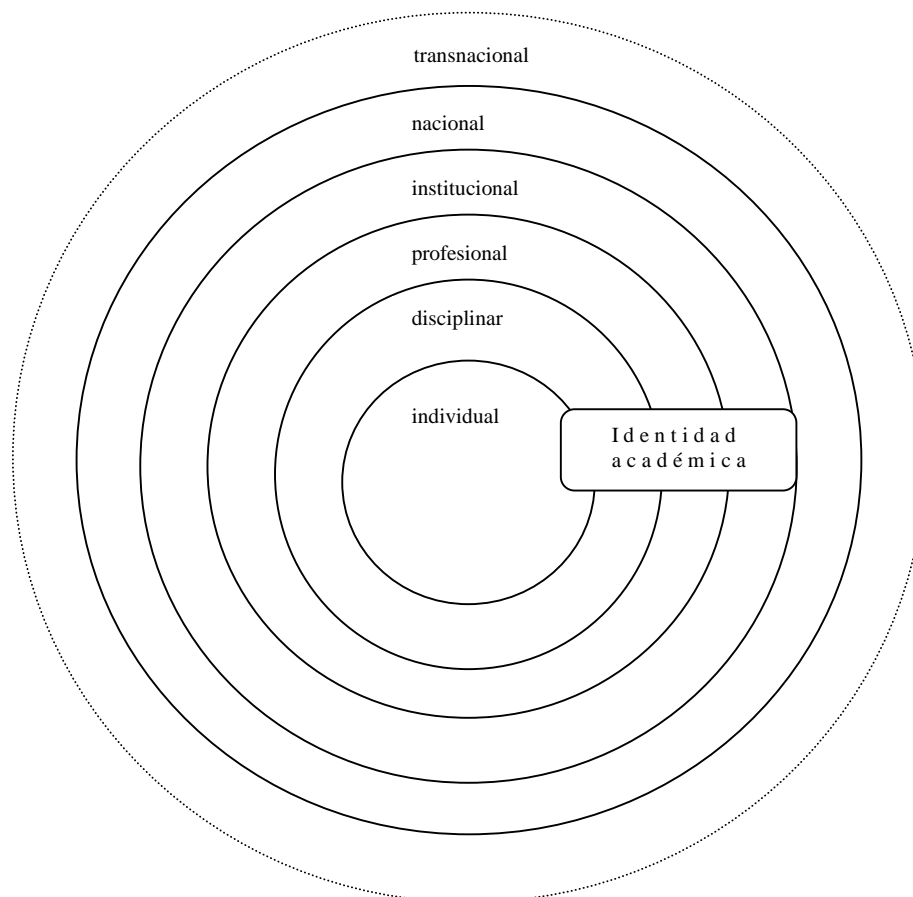 transnacional
nacional
institucional
profesional
disciplinar
individual
Identidad
académica